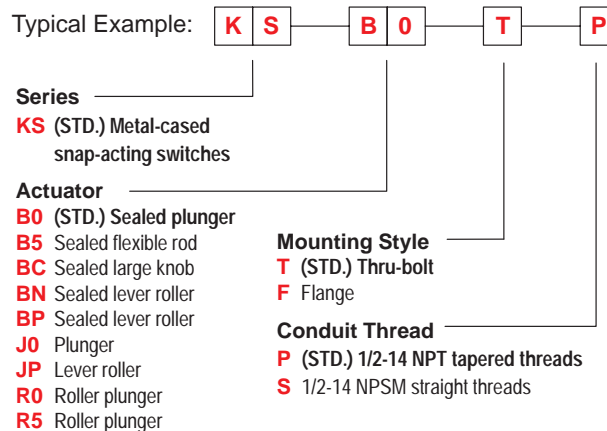 Typical Example: K S B 0 T P
Series
KS (STD.) Metal-cased
snap-acting switches
Actuator
B0 (STD.) Sealed plunger
B5 Sealed flexible rod
BC Sealed large knob
BN Sealed lever roller
BP Sealed lever roller
J0 Plunger
JP Lever roller
R0 Roller plunger
R5 Roller plunger
Mounting Style
T (STD.) Thru-bolt
F Flange
Conduit Thread
P (STD.) 1/2-14 NPT tapered threads
S 1/2-14 NPSM straight threads